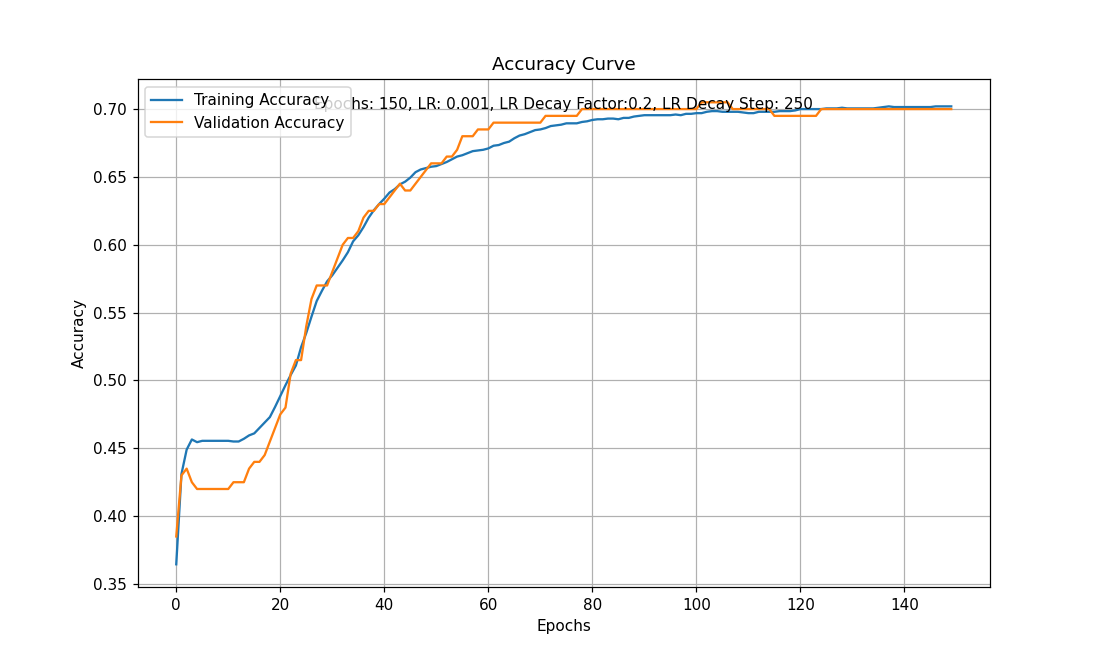 Accuracy Curve
Training Accuracy
Validation Accuracy
Epochs: 150, LR: 0.001, LR Decay Factor:0.2, LR Decay Step: 250
0.70
0.65
0.60
0.55
0.50
0.45
0.40
0.35
Accuracy
0 20 40 60 80 100 120 140
Epochs